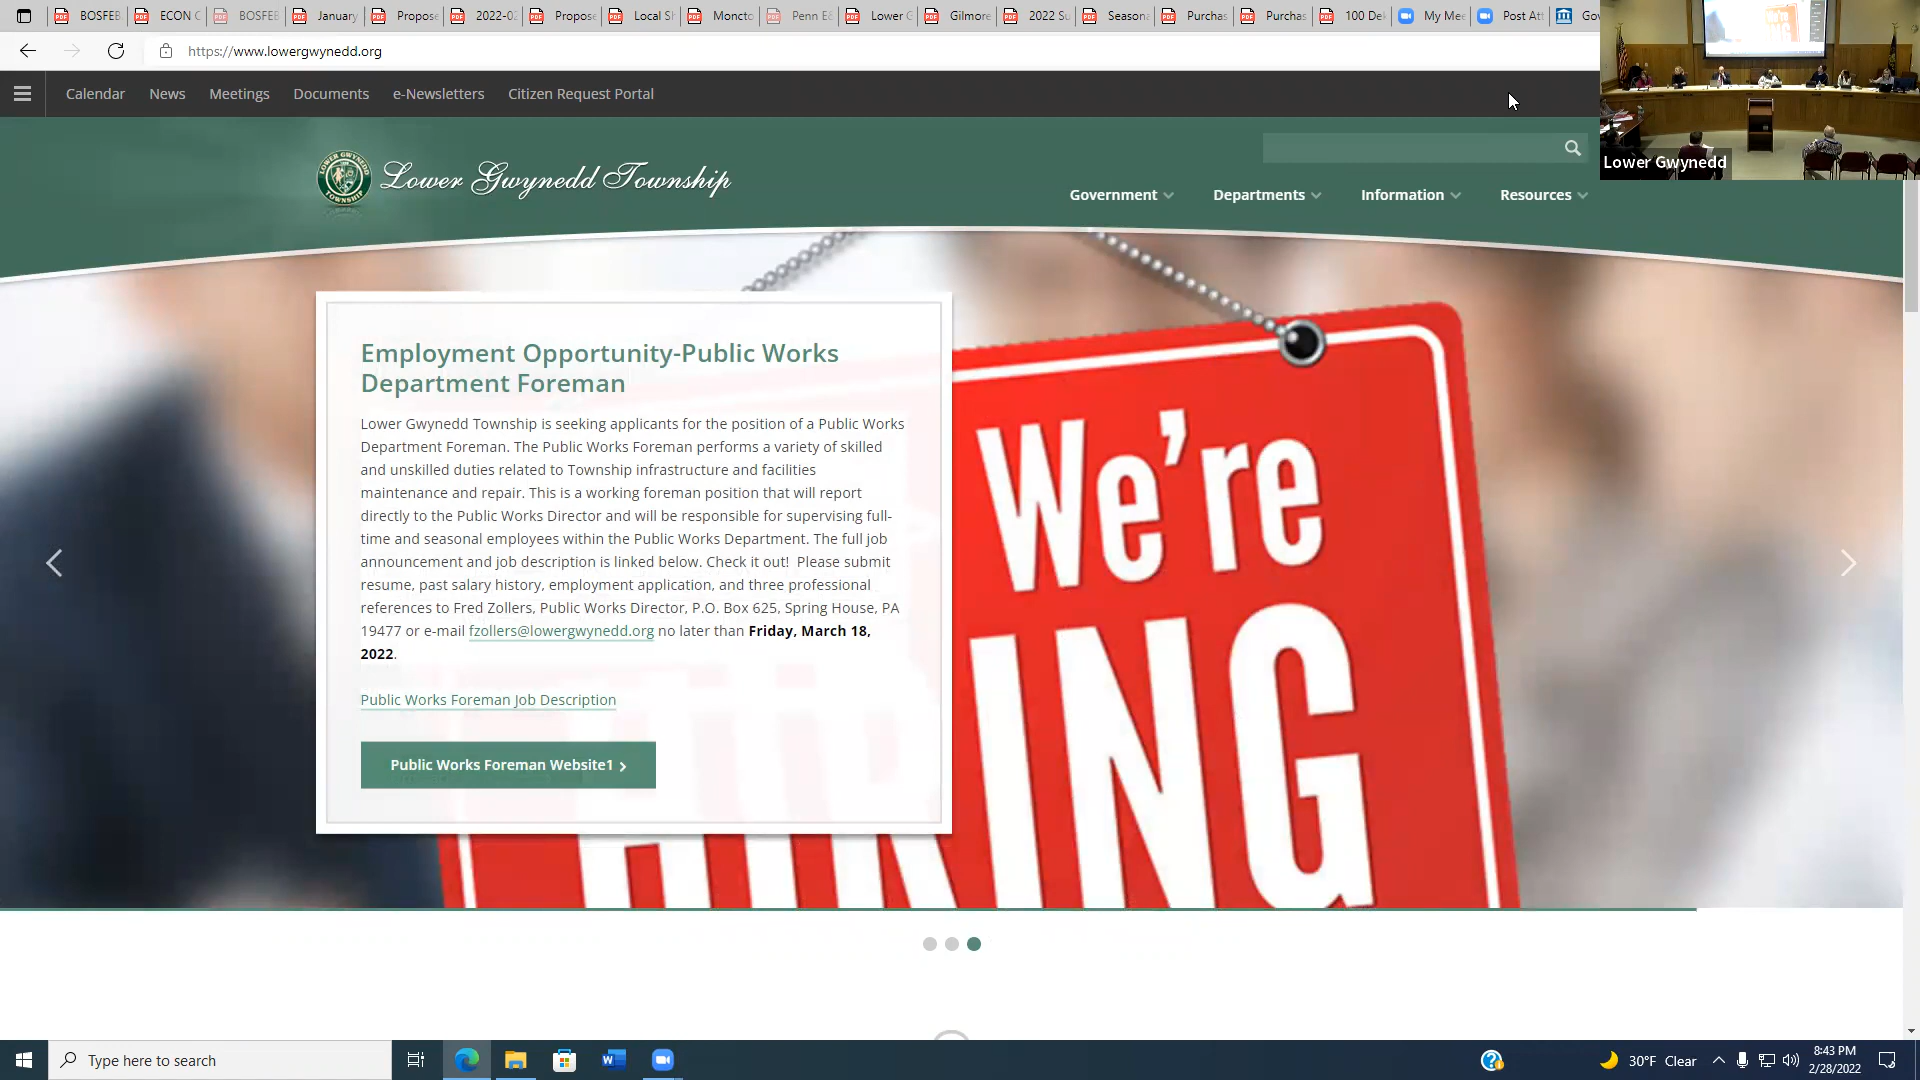 BOSFEB
ECON C
BOSFEB
January
Propose
2022-02
Propose
Local Sh
Moncto
Penn E&
Lower G
Gilmore
2022 Su
Seasona
Purchas
Purchas
100 Del
My Mee
Post Att
Gov
https://www.lowergwynedd.org
Calendar
News
Meetings
Documents
e-Newsletters
Citizen Request Portal
Lower Gwynedd
Lower Gwynedd Township
Government
Departments
Information
Resources
Employment Opportunity-Public Works
Department Foreman
Lower Gwynedd Township is seeking applicants for the position of a Public Works
Department Foreman. The Public Works Foreman performs a variety of skilled
and unskilled duties related to Township infrastructure and facilities
maintenance and repair. This is a working foreman position that will report
directly to the Public Works Director and will be responsible for supervising full-
time and seasonal employees within the Public Works Department. The full job
announcement and job description is linked below. Check it out! Please submit
resume, past salary history, employment application, and three professional
references to Fred Zollers, Public Works Director, P.O. Box 625, Spring House, PA
19477 or e-mail fzollers@lowergwynedd.org no later than Friday, March 18,
2022.
Public Works Foreman Job Description
Public Works Foreman Website1
We're
HIRING
Type here to search
30°F Clear
8:43 PM
2/28/2022